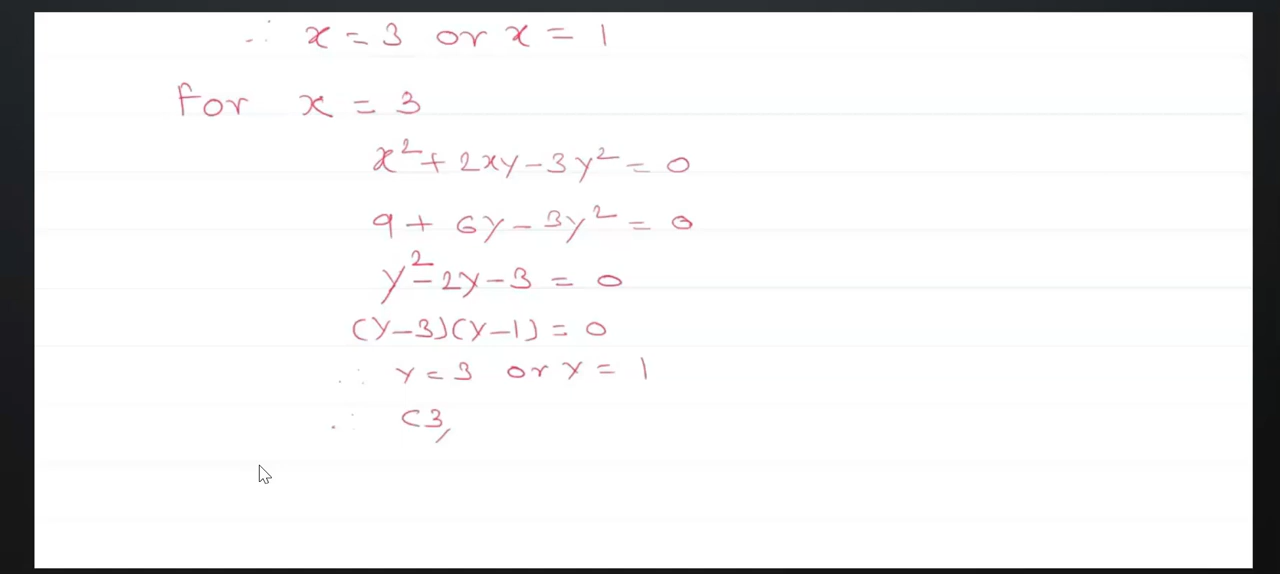 ∴ x = 3 or x = 1
For x = 3
x² + 2xy - 3y² = 0
9 + 6y - 3y² = 0
y² - 2y - 3 = 0
(y - 3)(y - 1) = 0
∴ y = 3 or y = 1
∴ (3,